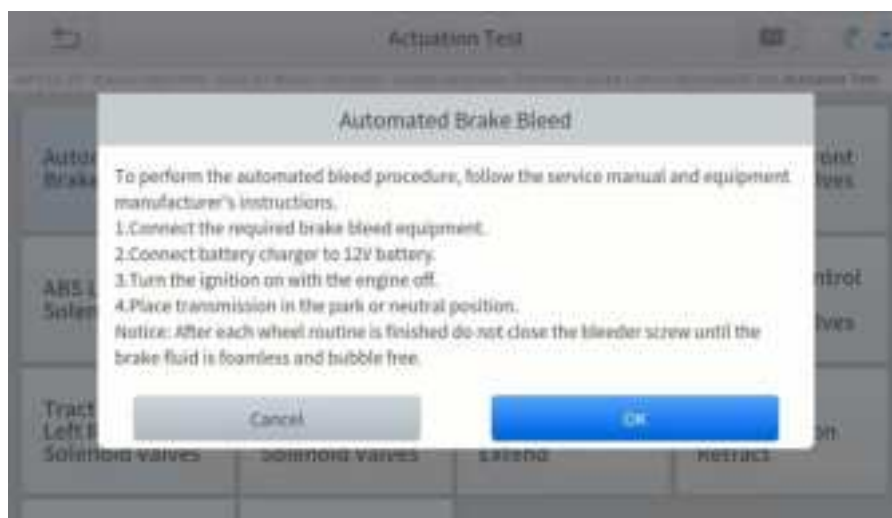 Actuation Test
Automated Brake Bleed
To perform the automated bleed procedure, follow the service manual and equipment
manufacturer's instructions.
1.Connect the required brake bleed equipment.
2.Connect battery charger to 12V battery.
3.Turn the ignition on with the engine off.
4.Place transmission in the park or neutral position.
Notice: After each wheel routine is finished do not close the bleeder screw until the
brake fluid is foamless and bubble free.
Cancel
OK
Solenoid Valves
Solenoid Valves
Extend
Retract